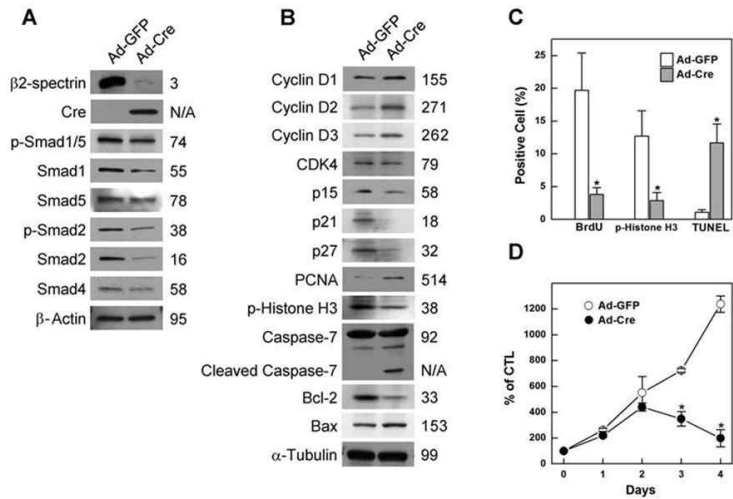 A
Ad-GFP
Ad-Cre
β2-spectrin 3
Cre N/A
p-Smad1/5 74
Smad1 55
Smad5 78
p-Smad2 38
Smad2 16
Smad4 58
β-Actin 95
B
Ad-GFP
Ad-Cre
Cyclin D1 155
Cyclin D2 271
Cyclin D3 262
CDK4 79
p15 58
p21 18
p27 32
PCNA 514
p-Histone H3 38
Caspase-7 92
Cleaved Caspase-7 N/A
Bcl-2 33
Bax 153
α-Tubulin 99
C
Positive Cell (%)
25
20
15
10
5
0
Ad-GFP
Ad-Cre
*
*
*
BrdU p-Histone H3 TUNEL
D
% of CTL
1200
1000
800
600
400
200
0
Ad-GFP
Ad-Cre
*
*
0 1 2 3 4
Days